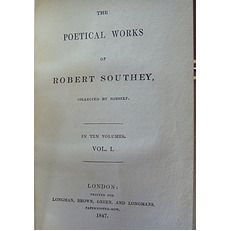 THE
POETICAL WORKS
OF
ROBERT SOUTHEY,
COLLECTED BY HIMSELF.
IN TEN VOLUMES.
VOL. I.
LONDON:
PRINTED FOR
LONGMAN, BROWN, GREEN, AND LONGMANS,
PATERNOSTER-ROW.
1847.